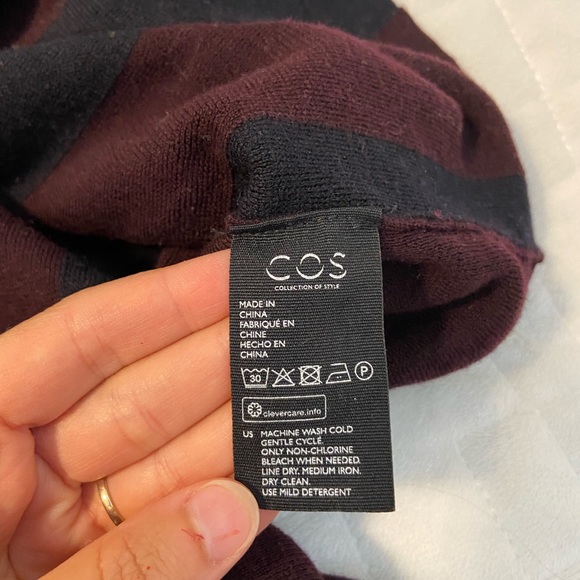 COS
COLLECTION OF STYLE
MADE IN
CHINA
FABRIQUÉ EN
CHINE
HECHO EN
CHINA
30 P
clevercare.info
US MACHINE WASH COLD
GENTLE CYCLE.
ONLY NON-CHLORINE
BLEACH WHEN NEEDED.
LINE DRY. MEDIUM IRON.
DRY CLEAN.
USE MILD DETERGENT.